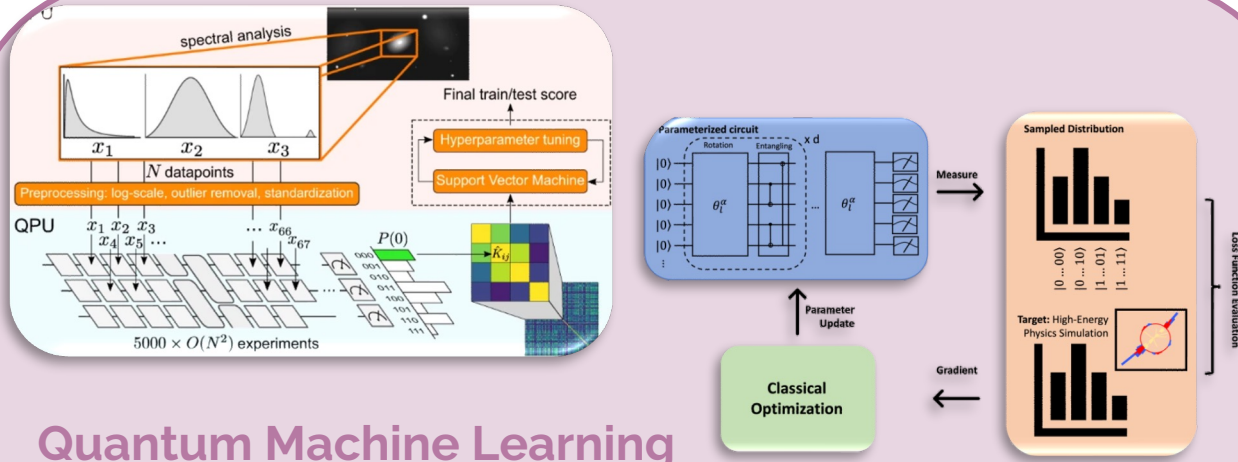 spectral analysis
x₁ x₂ x₃
N datapoints
Preprocessing: log-scale, outlier removal, standardization
QPU
x₁ x₂ x₃ ... x₆₆
x₄ x₅ ... x₆₇
5000 × O(N²) experiments
P(0)
000
001
010
011
100
101
110
111
K̂ᵢⱼ
Final train/test score
Hyperparameter tuning
Support Vector Machine
Parameterized circuit
x d
Rotation
Entangling
|0⟩
|0⟩
|0⟩
|0⟩
|0⟩
⋮
θₗᵅ
...
θₗᵅ
Measure
Sampled Distribution
|0 ... 00⟩
|0 ... 10⟩
|1 ... 01⟩
|1 ... 11⟩
Target: High-Energy
Physics Simulation
Loss Function Evaluation
Gradient
Classical
Optimization
Parameter
Update
Quantum Machine Learning